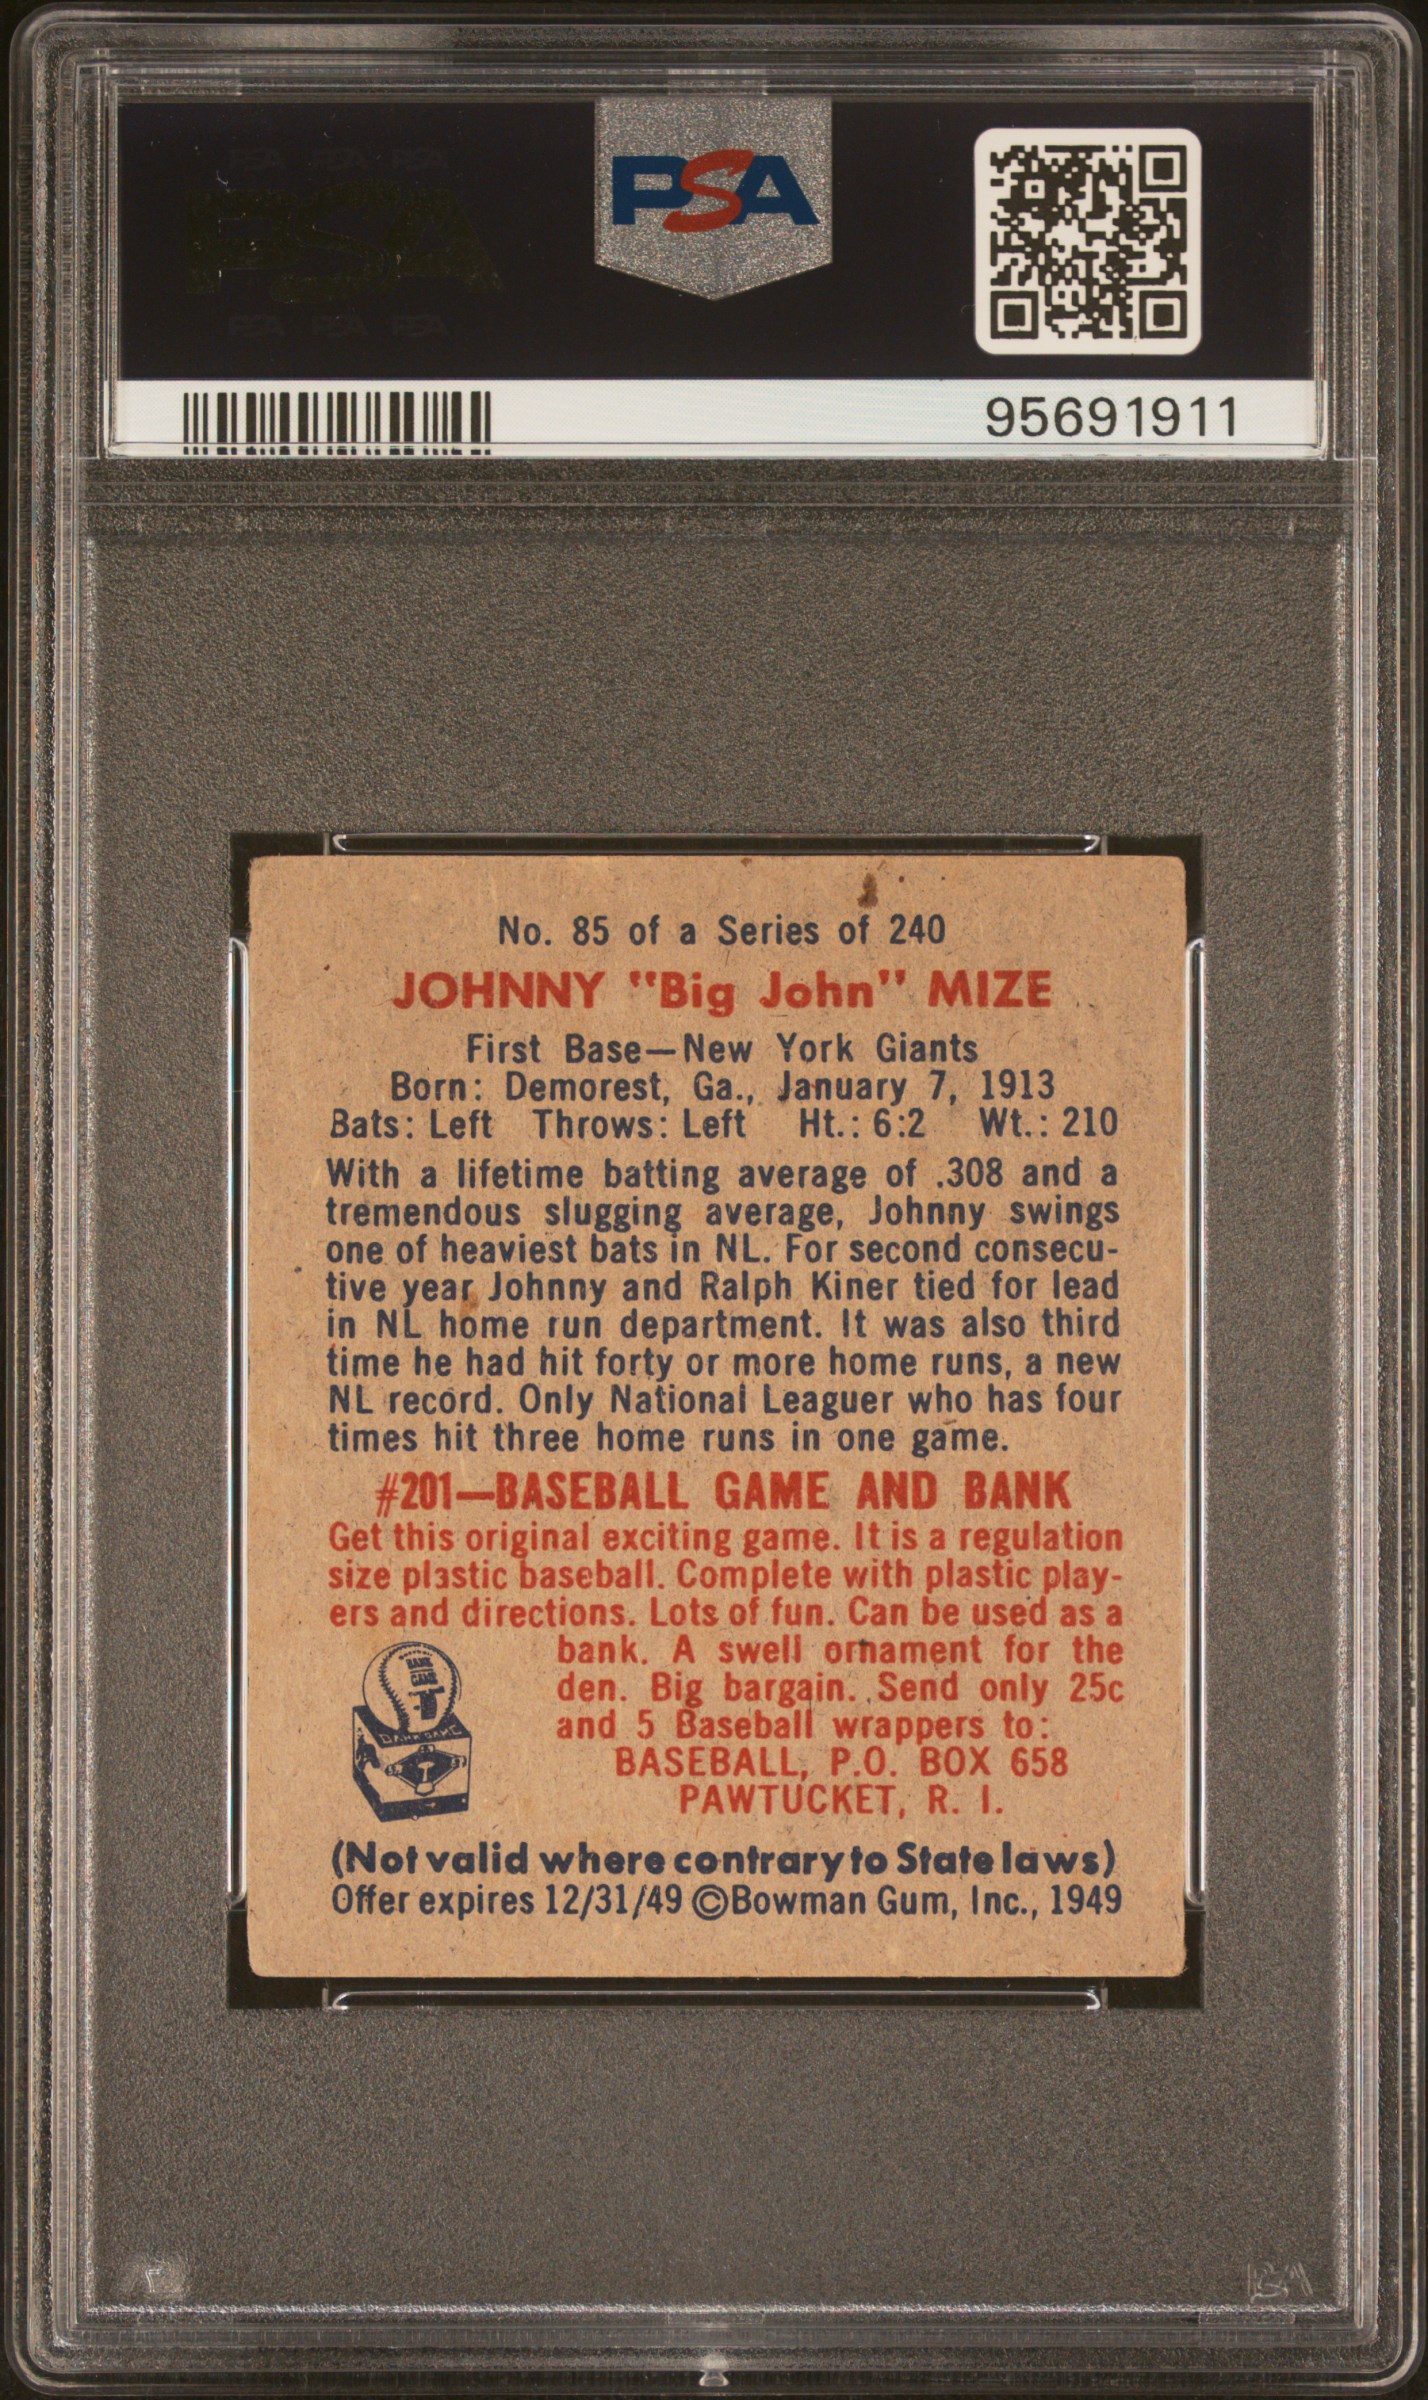 PSA
95691911
No. 85 of a Series of 240
JOHNNY "Big John" MIZE
First Base—New York Giants
Born: Demorest, Ga., January 7, 1913
Bats: Left Throws: Left Ht.: 6:2 Wt.: 210
With a lifetime batting average of .308 and a
tremendous slugging average, Johnny swings
one of heaviest bats in NL. For second consecu-
tive year Johnny and Ralph Kiner tied for lead
in NL home run department. It was also third
time he had hit forty or more home runs, a new
NL record. Only National Leaguer who has four
times hit three home runs in one game.
#201—BASEBALL GAME AND BANK
Get this original exciting game. It is a regulation
size plastic baseball. Complete with plastic play-
ers and directions. Lots of fun. Can be used as a
bank. A swell ornament for the
den. Big bargain. Send only 25c
and 5 Baseball wrappers to:
BASEBALL, P.O. BOX 658
PAWTUCKET, R. I.
BANK
GAME
BANK GAME
(Not valid where contrary to State laws)
Offer expires 12/31/49 ©Bowman Gum, Inc., 1949